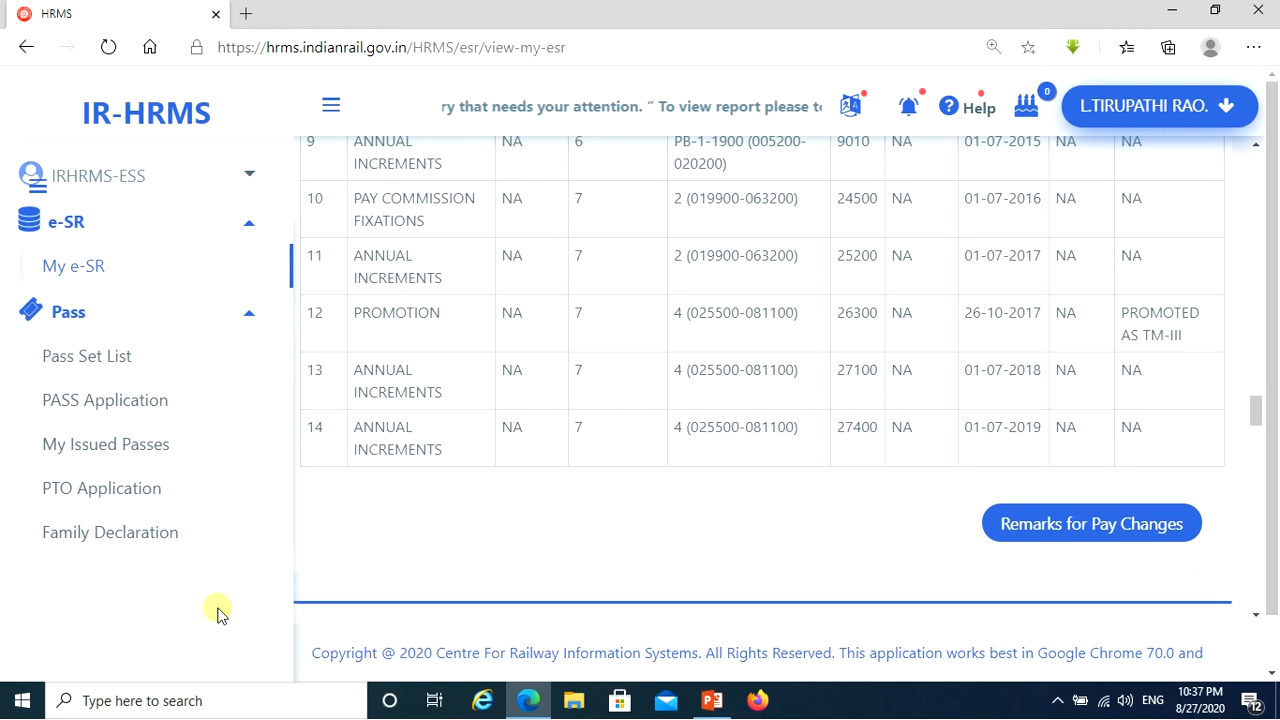 HRMS
https://hrms.indianrail.gov.in/HRMS/esr/view-my-esr
IR-HRMS
ry that needs your attention. “ To view report please to
Help
0
L.TIRUPATHI RAO.
IRHRMS-ESS
e-SR
My e-SR
Pass
Pass Set List
PASS Application
My Issued Passes
PTO Application
Family Declaration
9 ANNUAL INCREMENTS NA 6 PB-1-1900 (005200-020200) 9010 NA 01-07-2015 NA NA
10 PAY COMMISSION FIXATIONS NA 7 2 (019900-063200) 24500 NA 01-07-2016 NA NA
11 ANNUAL INCREMENTS NA 7 2 (019900-063200) 25200 NA 01-07-2017 NA NA
12 PROMOTION NA 7 4 (025500-081100) 26300 NA 26-10-2017 NA PROMOTED AS TM-III
13 ANNUAL INCREMENTS NA 7 4 (025500-081100) 27100 NA 01-07-2018 NA NA
14 ANNUAL INCREMENTS NA 7 4 (025500-081100) 27400 NA 01-07-2019 NA NA
Remarks for Pay Changes
Copyright @ 2020 Centre For Railway Information Systems. All Rights Reserved. This application works best in Google Chrome 70.0 and
Type here to search
ENG
10:37 PM
8/27/2020
12